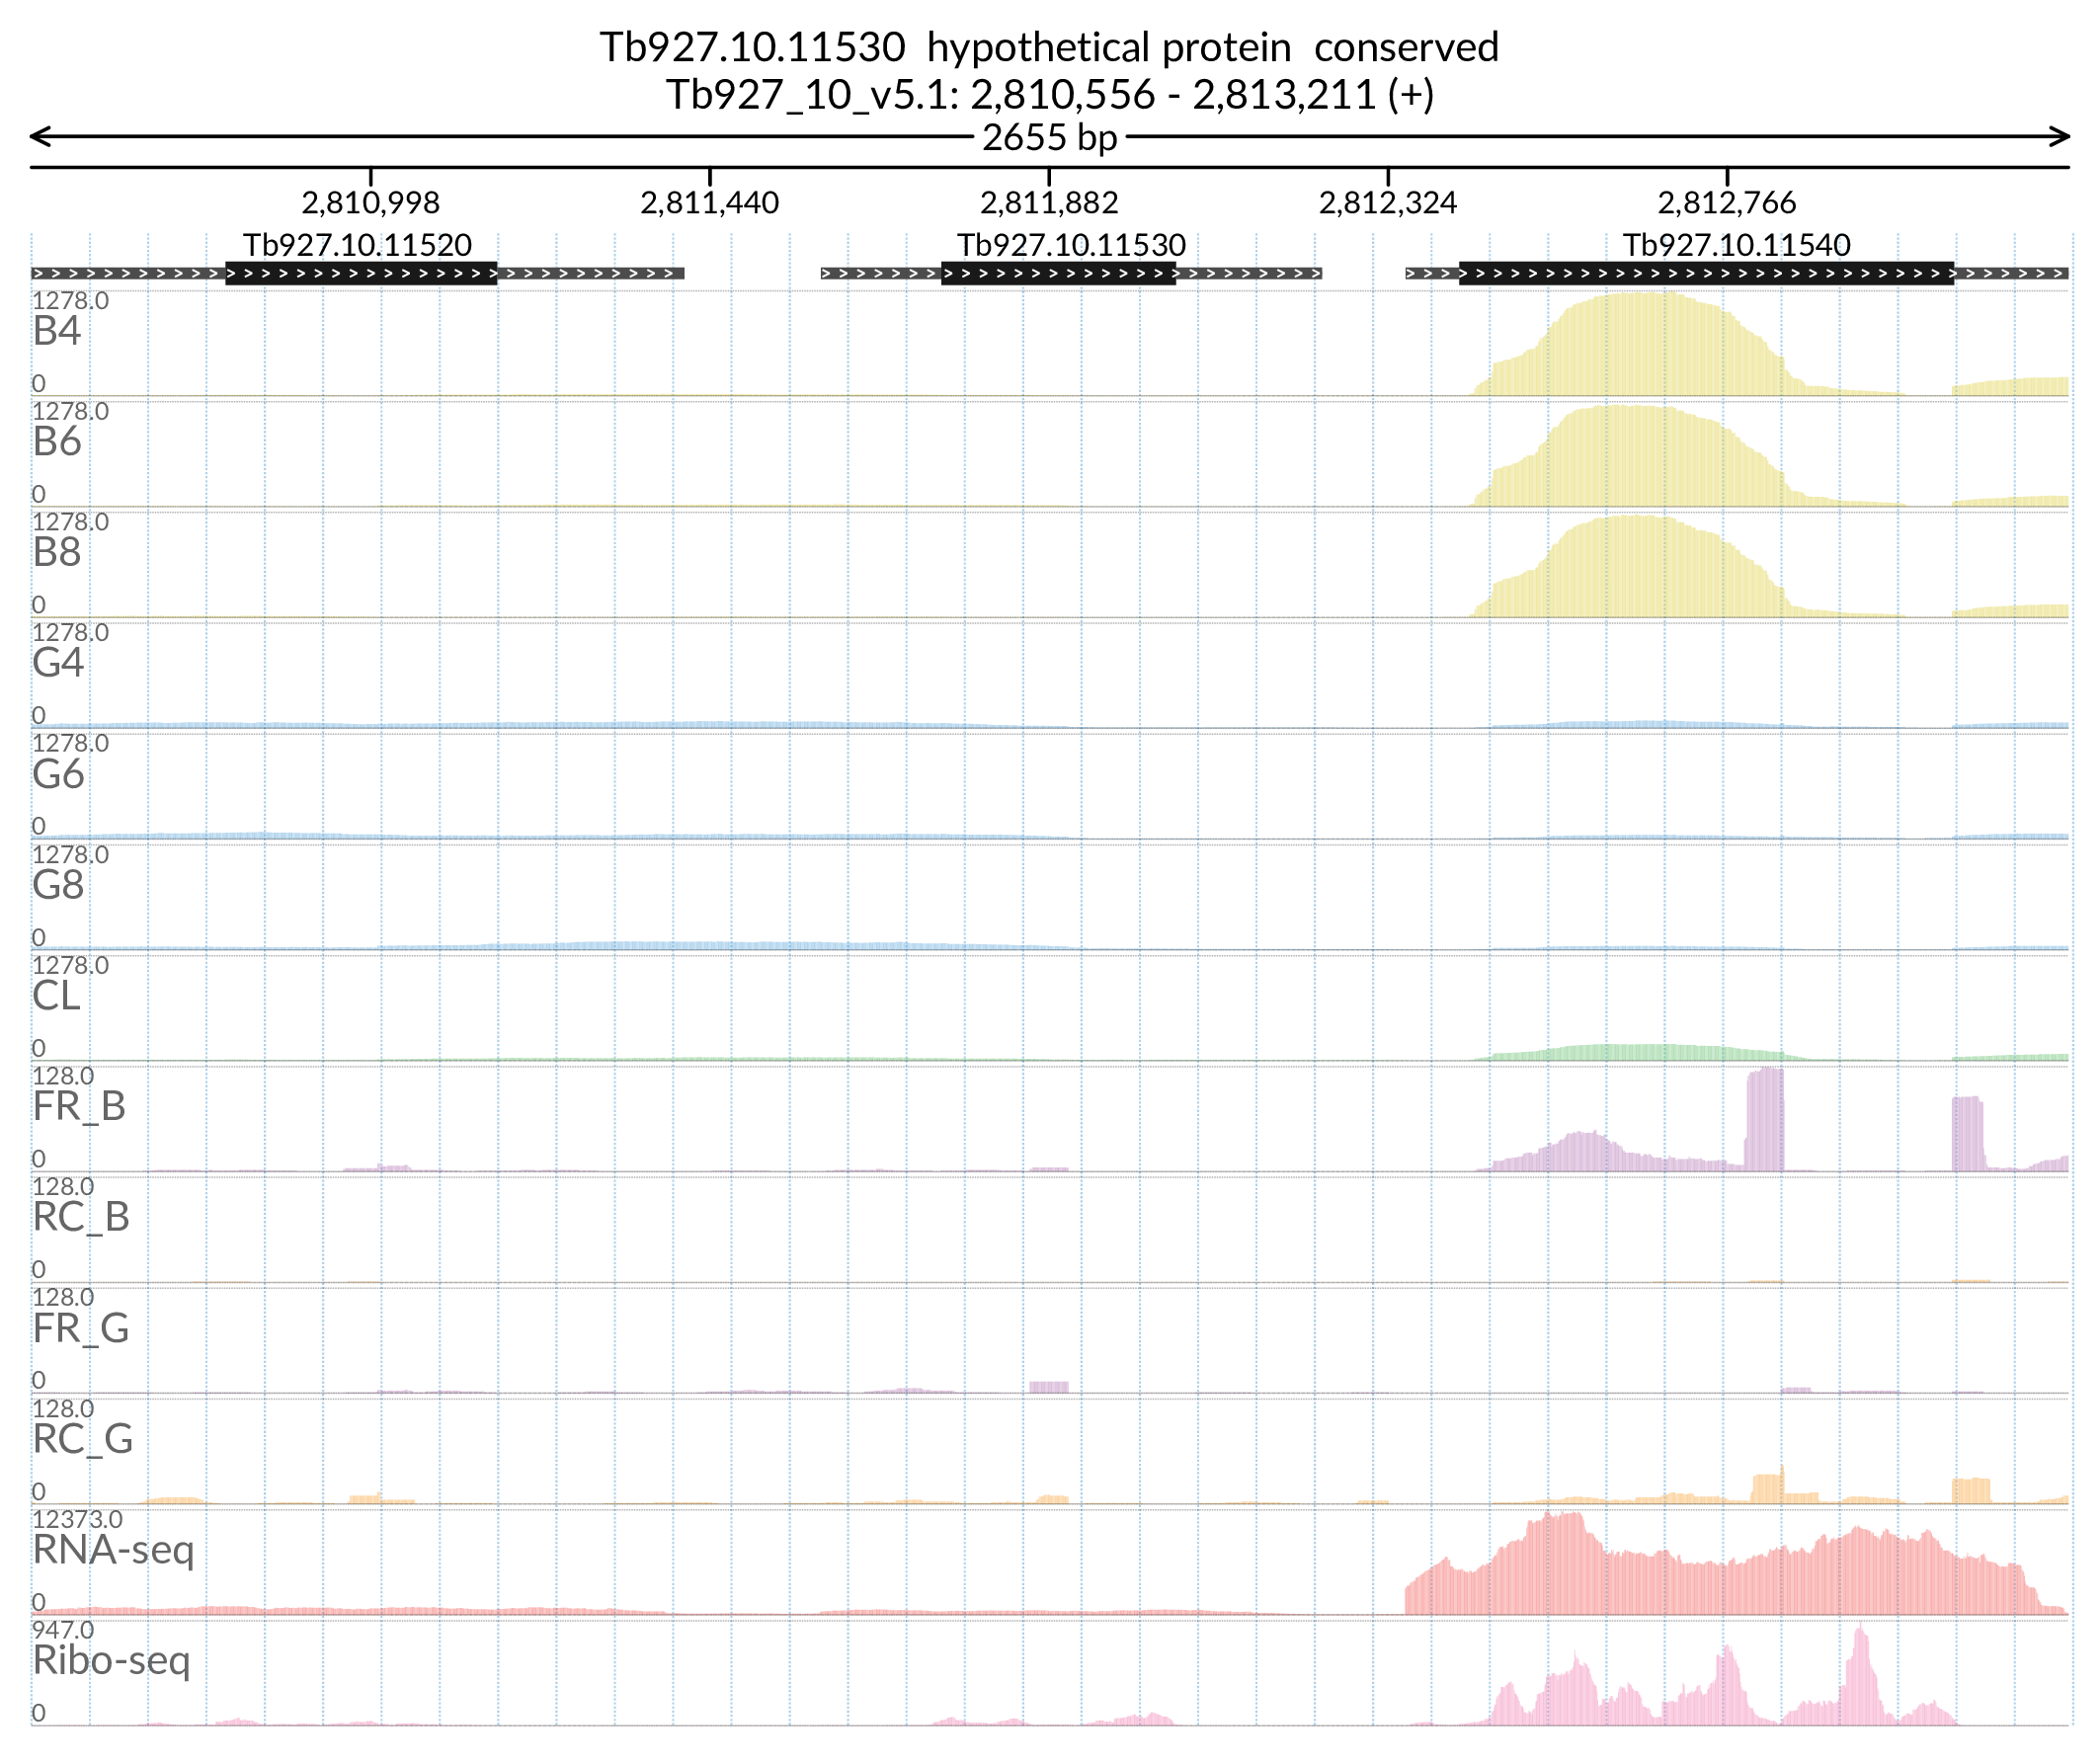 Tb927.10.11530 hypothetical protein conserved
Tb927_10_v5.1: 2,810,556 - 2,813,211 (+)
2655 bp
2,810,998 2,811,440 2,811,882 2,812,324 2,812,766
Tb927.10.11520 Tb927.10.11530 Tb927.10.11540
1278.0
B4
0
1278.0
B6
0
1278.0
B8
0
1278.0
G4
0
1278.0
G6
0
1278.0
G8
0
1278.0
CL
0
128.0
FR_B
0
128.0
RC_B
0
128.0
FR_G
0
128.0
RC_G
0
12373.0
RNA-seq
0
947.0
Ribo-seq
0